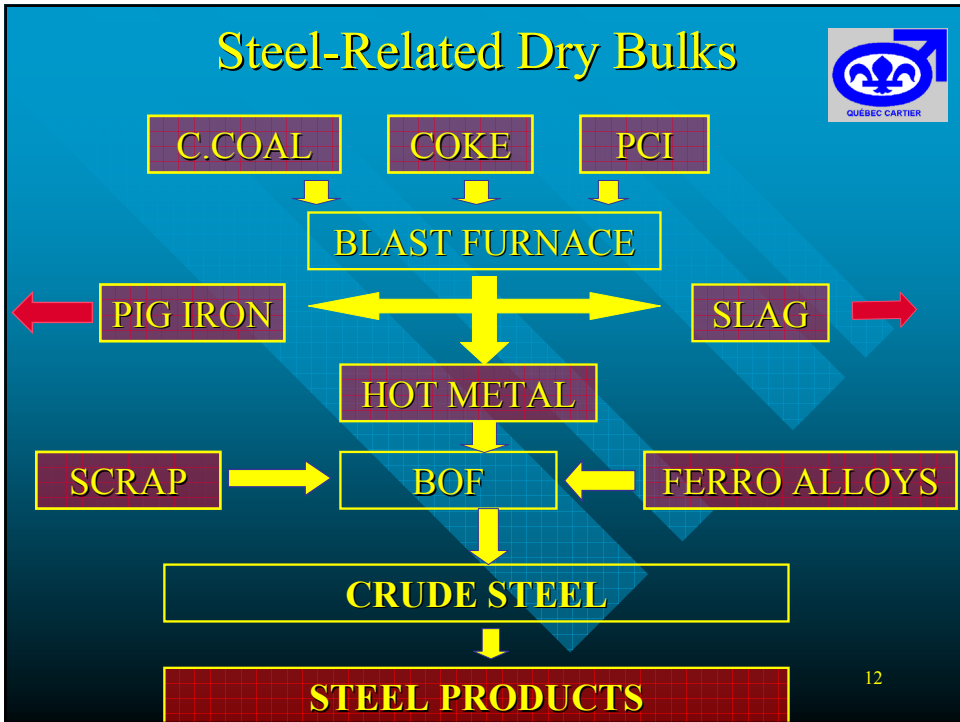 Steel-Related Dry Bulks
QUÉBEC CARTIER
C.COAL
COKE
PCI
BLAST FURNACE
PIG IRON
SLAG
HOT METAL
SCRAP
BOF
FERRO ALLOYS
CRUDE STEEL
STEEL PRODUCTS
12